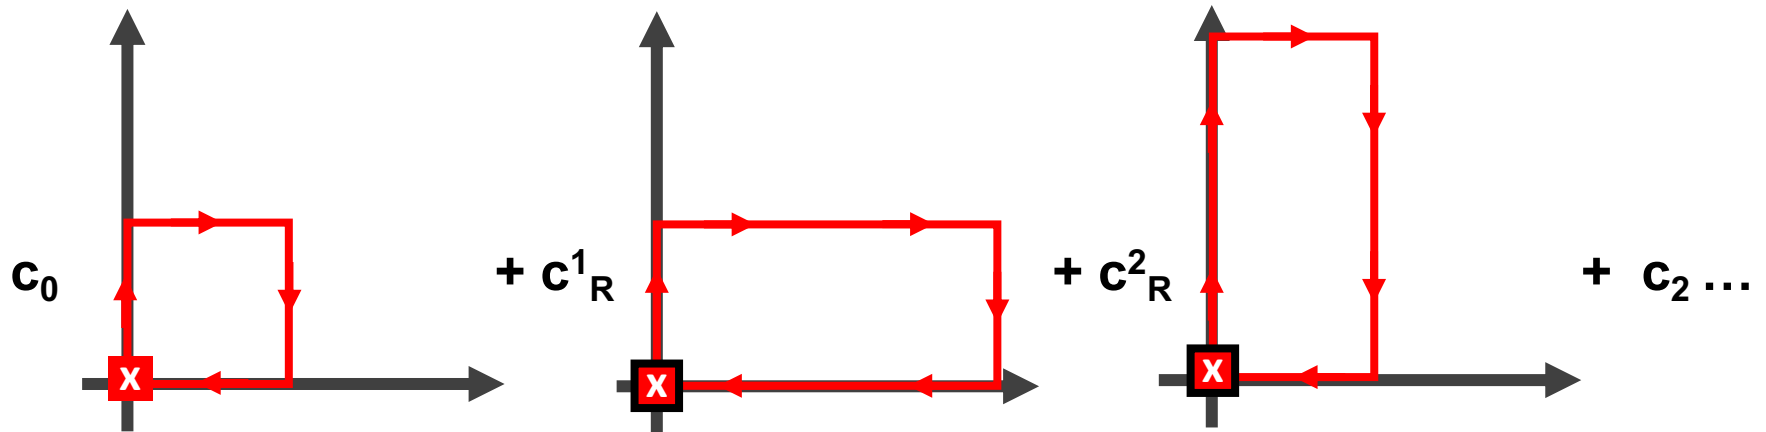 c₀ + c¹R + c²R + c₂ …
X X X